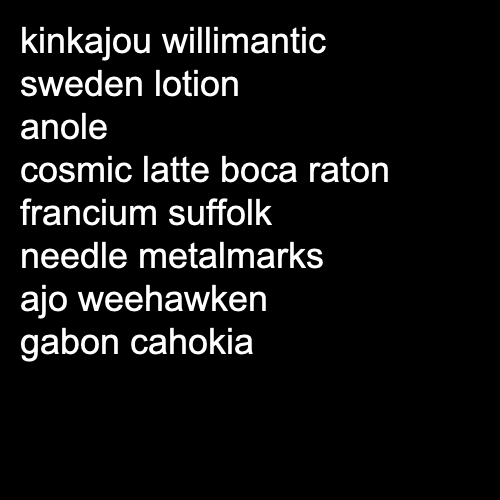 kinkajou willimantic
sweden lotion
anole
cosmic latte boca raton
francium suffolk
needle metalmarks
ajo weehawken
gabon cahokia